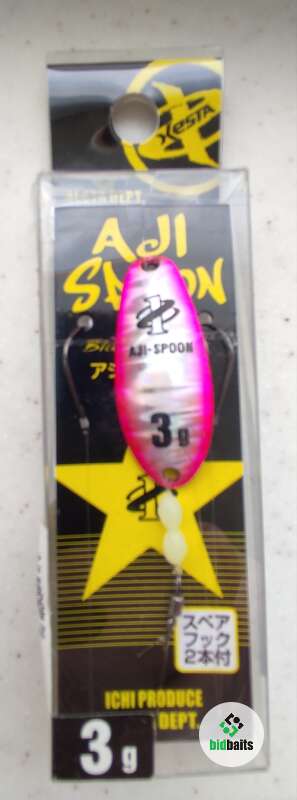 XESTA
DEPT.
AJI
SPOON
アジ
AJI-SPOON
3g
スペア
フック
2本付
ICHI PRODUCE
DEPT.
3g
bidbaits